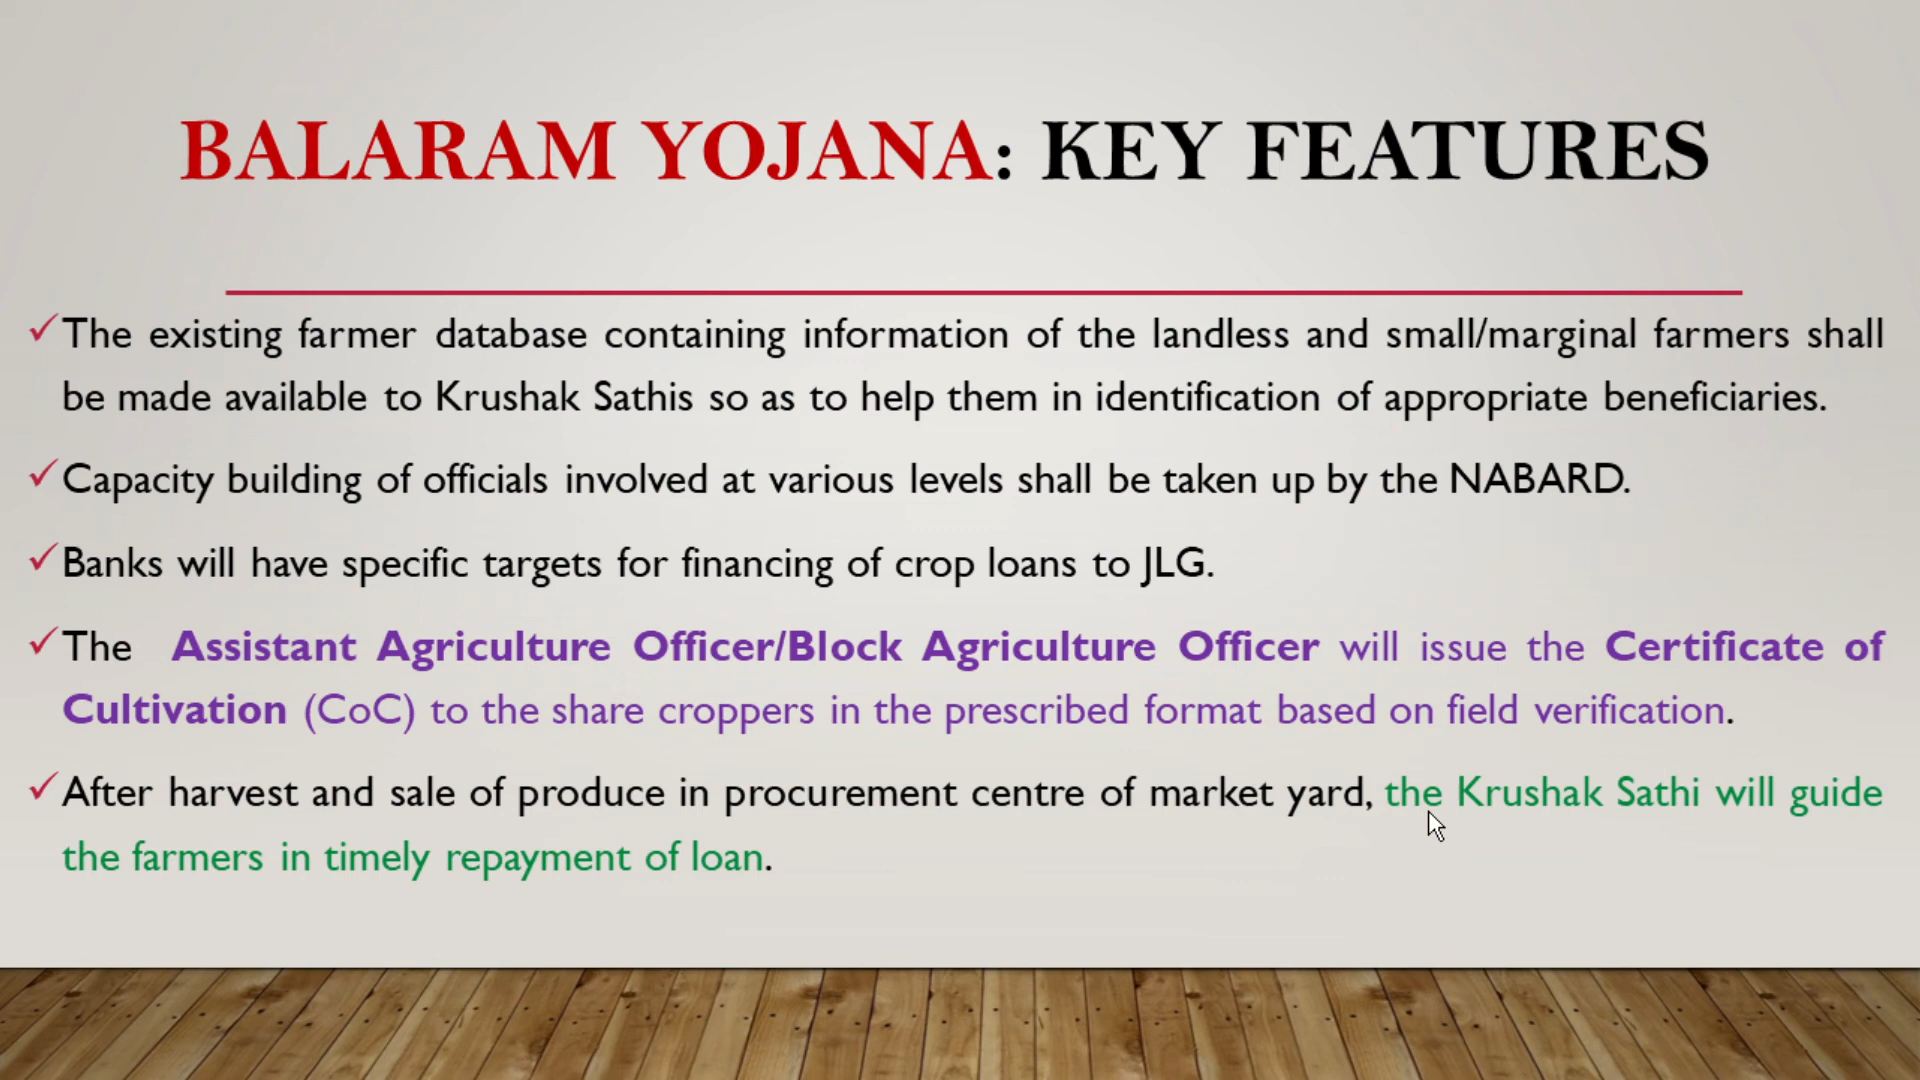 BALARAM YOJANA: KEY FEATURES
✓The existing farmer database containing information of the landless and small/marginal farmers shall
be made available to Krushak Sathis so as to help them in identification of appropriate beneficiaries.
✓Capacity building of officials involved at various levels shall be taken up by the NABARD.
✓Banks will have specific targets for financing of crop loans to JLG.
✓The Assistant Agriculture Officer/Block Agriculture Officer will issue the Certificate of
Cultivation (CoC) to the share croppers in the prescribed format based on field verification.
✓After harvest and sale of produce in procurement centre of market yard, the Krushak Sathi will guide
the farmers in timely repayment of loan.